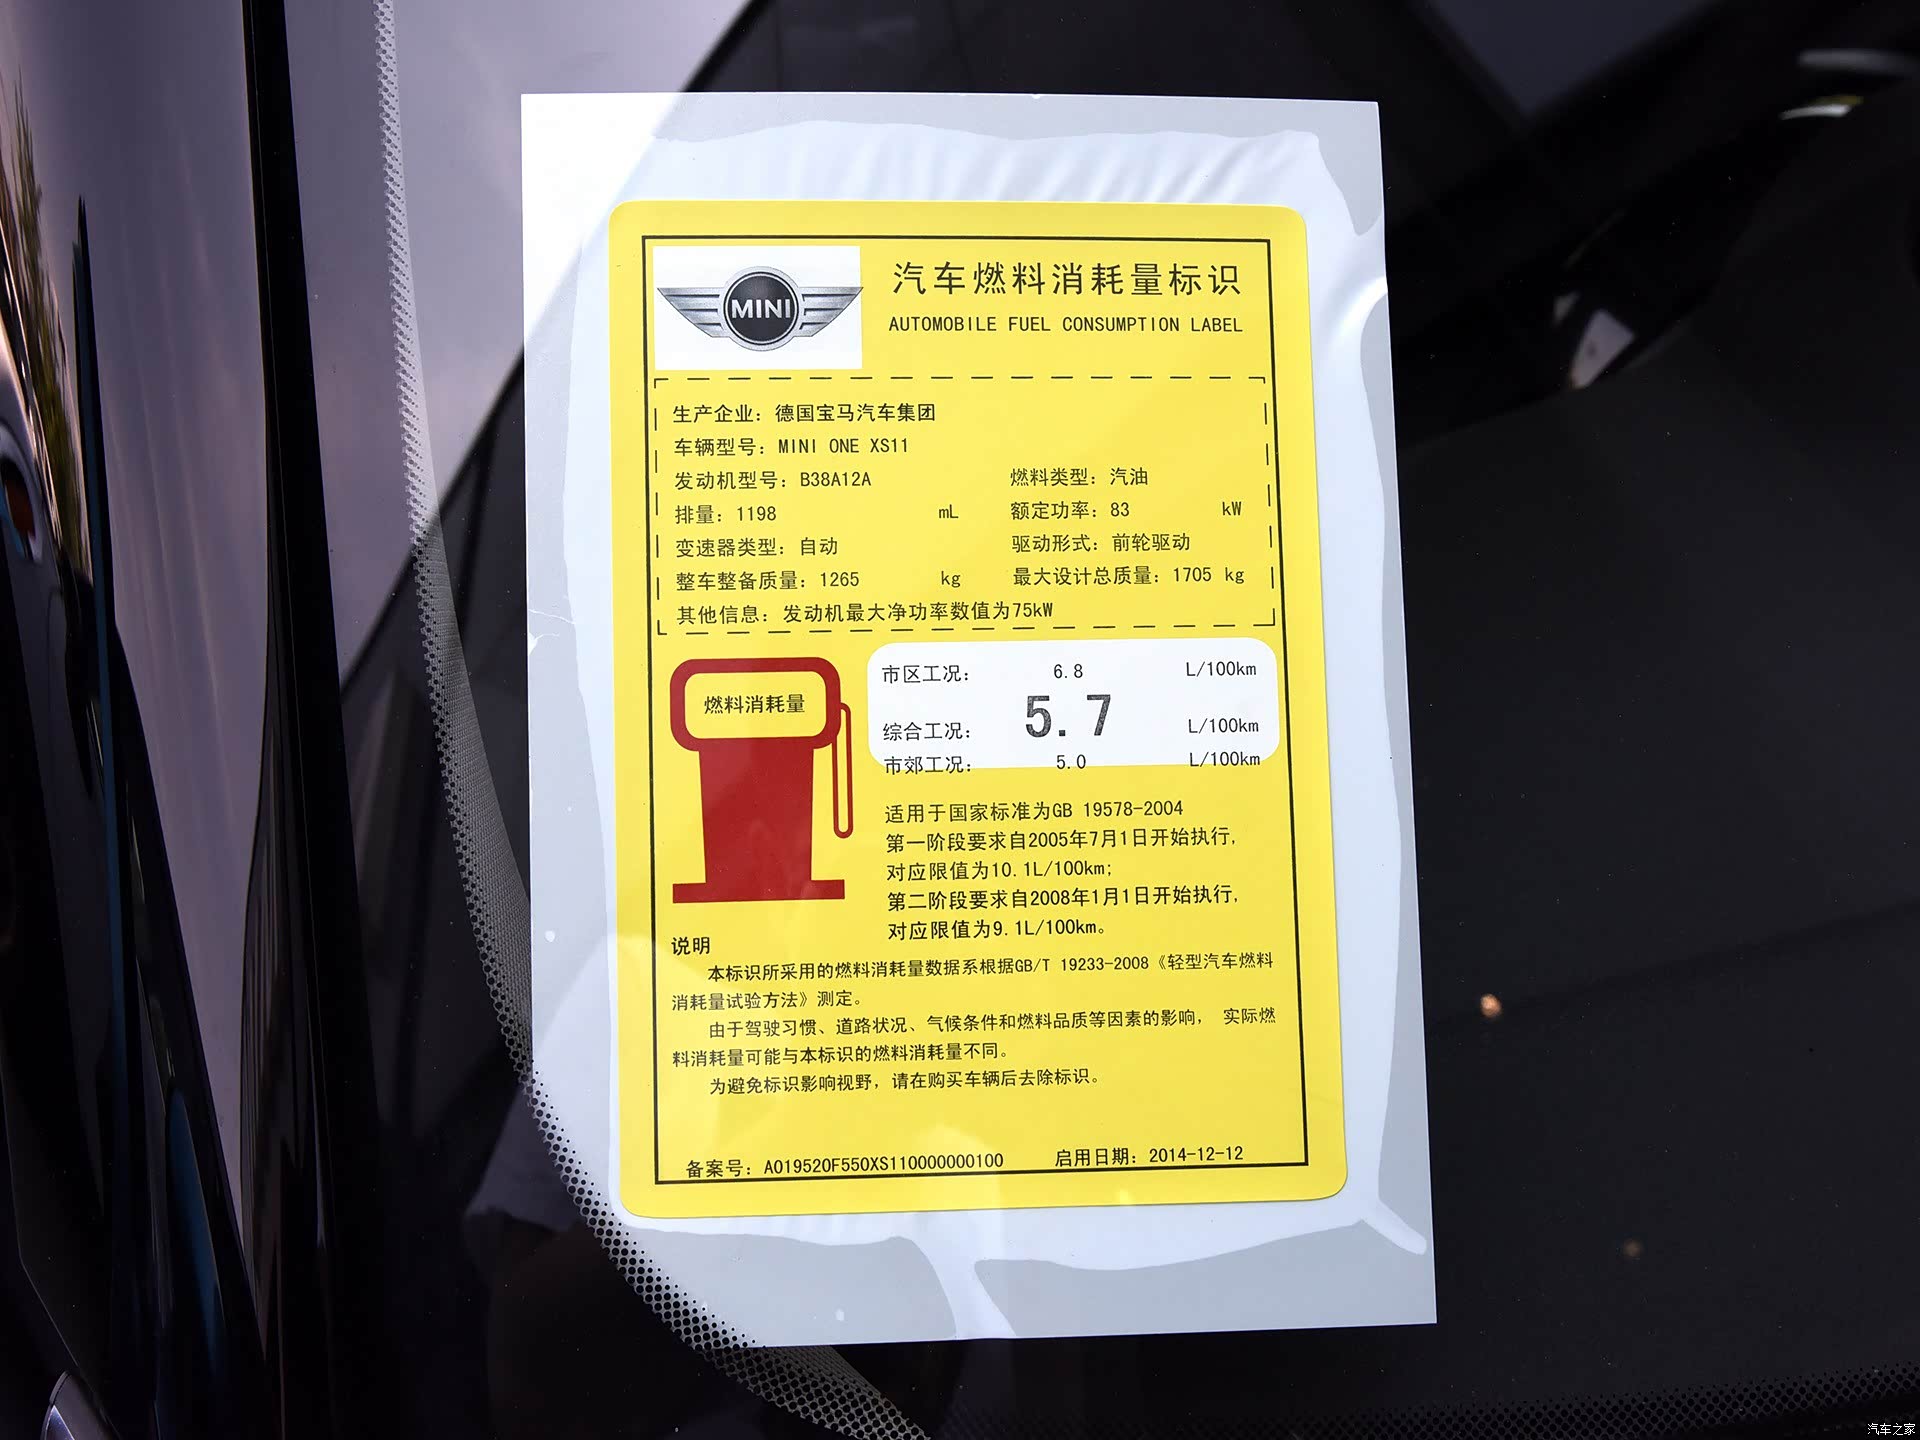 MINI
汽车燃料消耗量标识
AUTOMOBILE FUEL CONSUMPTION LABEL
生产企业：德国宝马汽车集团
车辆型号：MINI ONE XS11
发动机型号：B38A12A 燃料类型：汽油
排量：1198 mL 额定功率：83 kW
变速器类型：自动 驱动形式：前轮驱动
整车整备质量：1265 kg 最大设计总质量：1705 kg
其他信息：发动机最大净功率数值为75kW
燃料消耗量
市区工况： 6.8 L/100km
综合工况： 5.7 L/100km
市郊工况： 5.0 L/100km
适用于国家标准为GB 19578-2004
第一阶段要求自2005年7月1日开始执行,
对应限值为10.1L/100km;
第二阶段要求自2008年1月1日开始执行,
对应限值为9.1L/100km。
说明
本标识所采用的燃料消耗量数据系根据GB/T 19233-2008《轻型汽车燃料
消耗量试验方法》测定。
由于驾驶习惯、道路状况、气候条件和燃料品质等因素的影响， 实际燃
料消耗量可能与本标识的燃料消耗量不同。
为避免标识影响视野，请在购买车辆后去除标识。
备案号：A019520F550XS110000000100 启用日期：2014-12-12
汽车之家